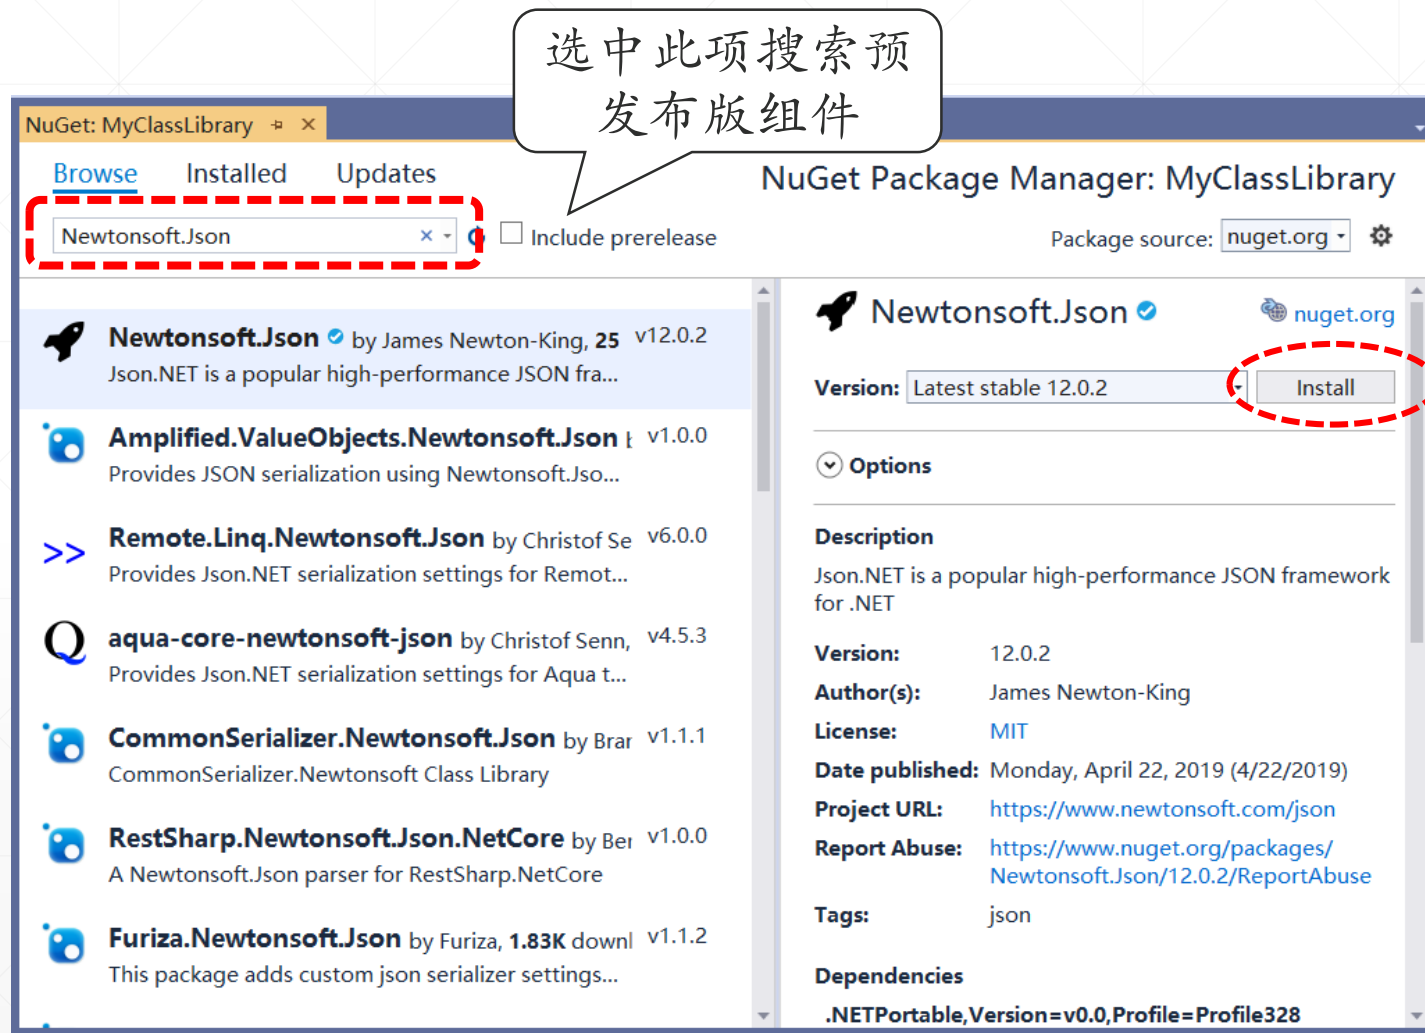 选中此项搜索预
发布版组件
NuGet: MyClassLibrary
Browse Installed Updates
NuGet Package Manager: MyClassLibrary
Newtonsoft.Json
Include prerelease
Package source: nuget.org
Newtonsoft.Json by James Newton-King, 25 v12.0.2
Json.NET is a popular high-performance JSON fra...
Amplified.ValueObjects.Newtonsoft.Json v1.0.0
Provides JSON serialization using Newtonsoft.Jso...
Remote.Linq.Newtonsoft.Json by Christof Se v6.0.0
Provides Json.NET serialization settings for Remot...
aqua-core-newtonsoft-json by Christof Senn, v4.5.3
Provides Json.NET serialization settings for Aqua t...
CommonSerializer.Newtonsoft.Json by Brar v1.1.1
CommonSerializer.Newtonsoft Class Library
RestSharp.Newtonsoft.Json.NetCore by Ber v1.0.0
A Newtonsoft.Json parser for RestSharp.NetCore
Furiza.Newtonsoft.Json by Furiza, 1.83K downl v1.1.2
This package adds custom json serializer settings...
Newtonsoft.Json
nuget.org
Version: Latest stable 12.0.2
Install
Options
Description
Json.NET is a popular high-performance JSON framework
for .NET
Version: 12.0.2
Author(s): James Newton-King
License: MIT
Date published: Monday, April 22, 2019 (4/22/2019)
Project URL: https://www.newtonsoft.com/json
Report Abuse: https://www.nuget.org/packages/
Newtonsoft.Json/12.0.2/ReportAbuse
Tags: json
Dependencies
.NETPortable,Version=v0.0,Profile=Profile328